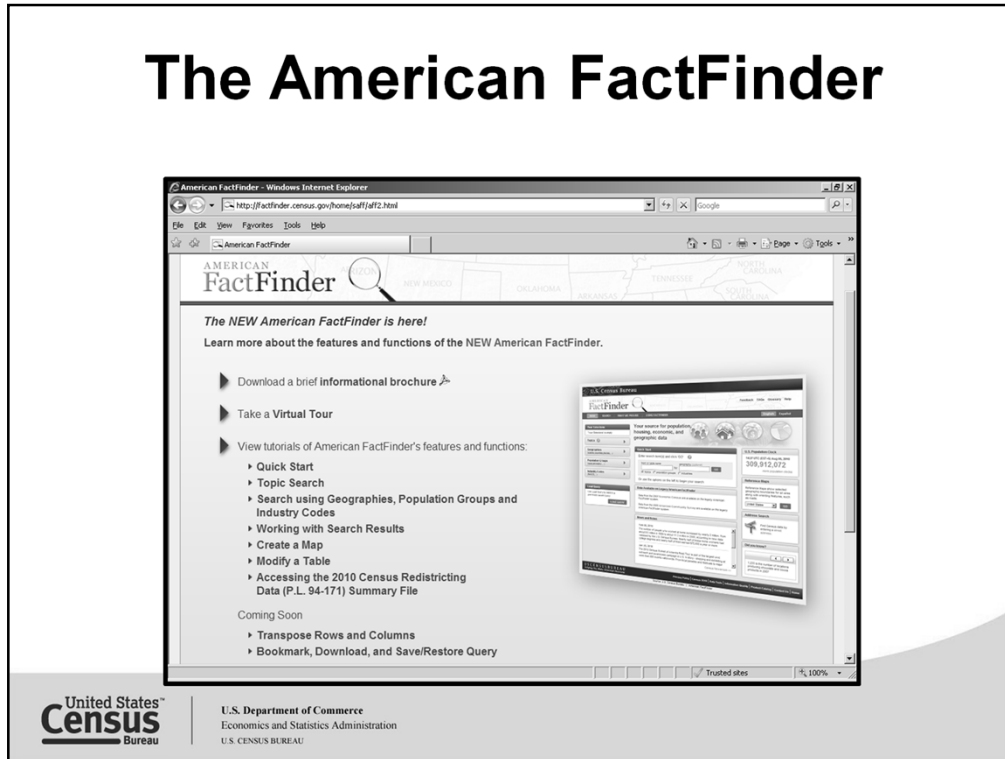 The American FactFinder
American FactFinder - Windows Internet Explorer
http://factfinder.census.gov/home/saff/aff2.html
Google
File Edit View Favorites Tools Help
American FactFinder
Page Tools
ARIZONA
NEW MEXICO
OKLAHOMA
ARKANSAS
TENNESSEE
NORTH CAROLINA
SOUTH CAROLINA
AMERICAN
FactFinder
The NEW American FactFinder is here!
Learn more about the features and functions of the NEW American FactFinder.
Download a brief informational brochure
Take a Virtual Tour
View tutorials of American FactFinder's features and functions:
Quick Start
Topic Search
Search using Geographies, Population Groups and
Industry Codes
Working with Search Results
Create a Map
Modify a Table
Accessing the 2010 Census Redistricting
Data (P.L. 94-171) Summary File
Coming Soon
Transpose Rows and Columns
Bookmark, Download, and Save/Restore Query
U.S. Census Bureau
FactFinder
Your source for population,
housing, economic, and
geographic data
309,912,072
Trusted sites
100%
United States™
Census
Bureau
U.S. Department of Commerce
Economics and Statistics Administration
U.S. CENSUS BUREAU